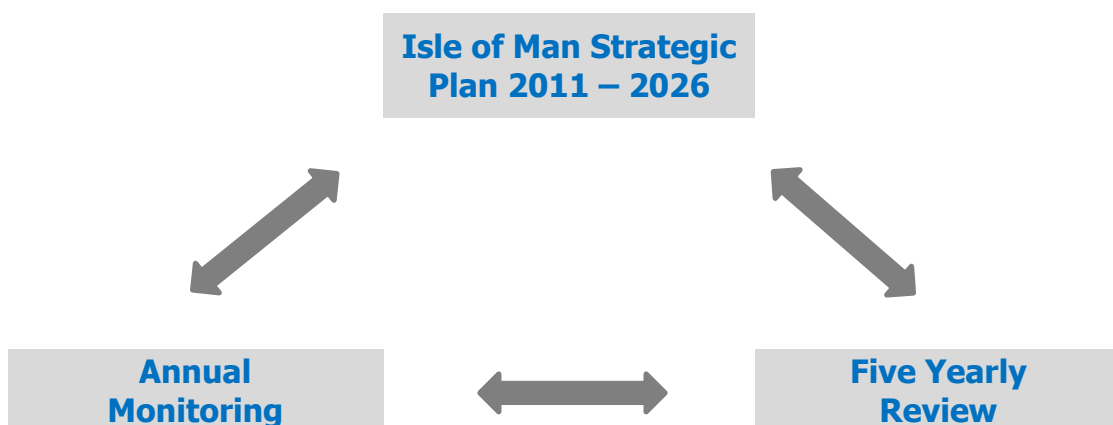 Isle of Man Strategic
Plan 2011 – 2026
Annual
Monitoring
Five Yearly
Review